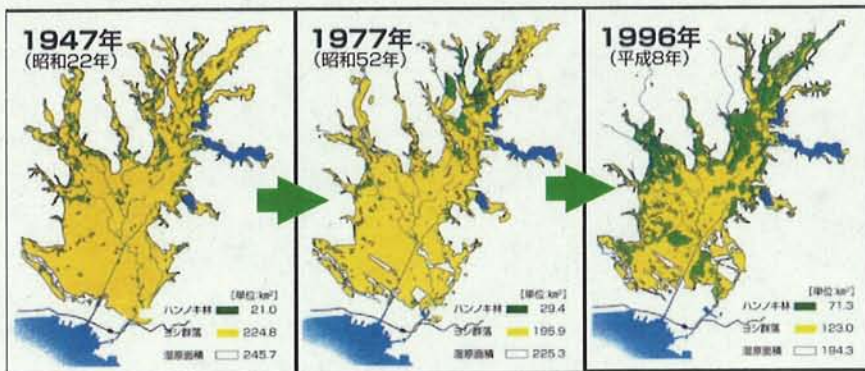 1947年
(昭和22年)
[単位:km²]
ハンノキ林 21.0
ヨシ群落 224.8
湿原面積 245.7
1977年
(昭和52年)
[単位:km²]
ハンノキ林 29.4
ヨシ群落 195.9
湿原面積 225.3
1996年
(平成8年)
[単位:km²]
ハンノキ林 71.3
ヨシ群落 123.0
湿原面積 194.3